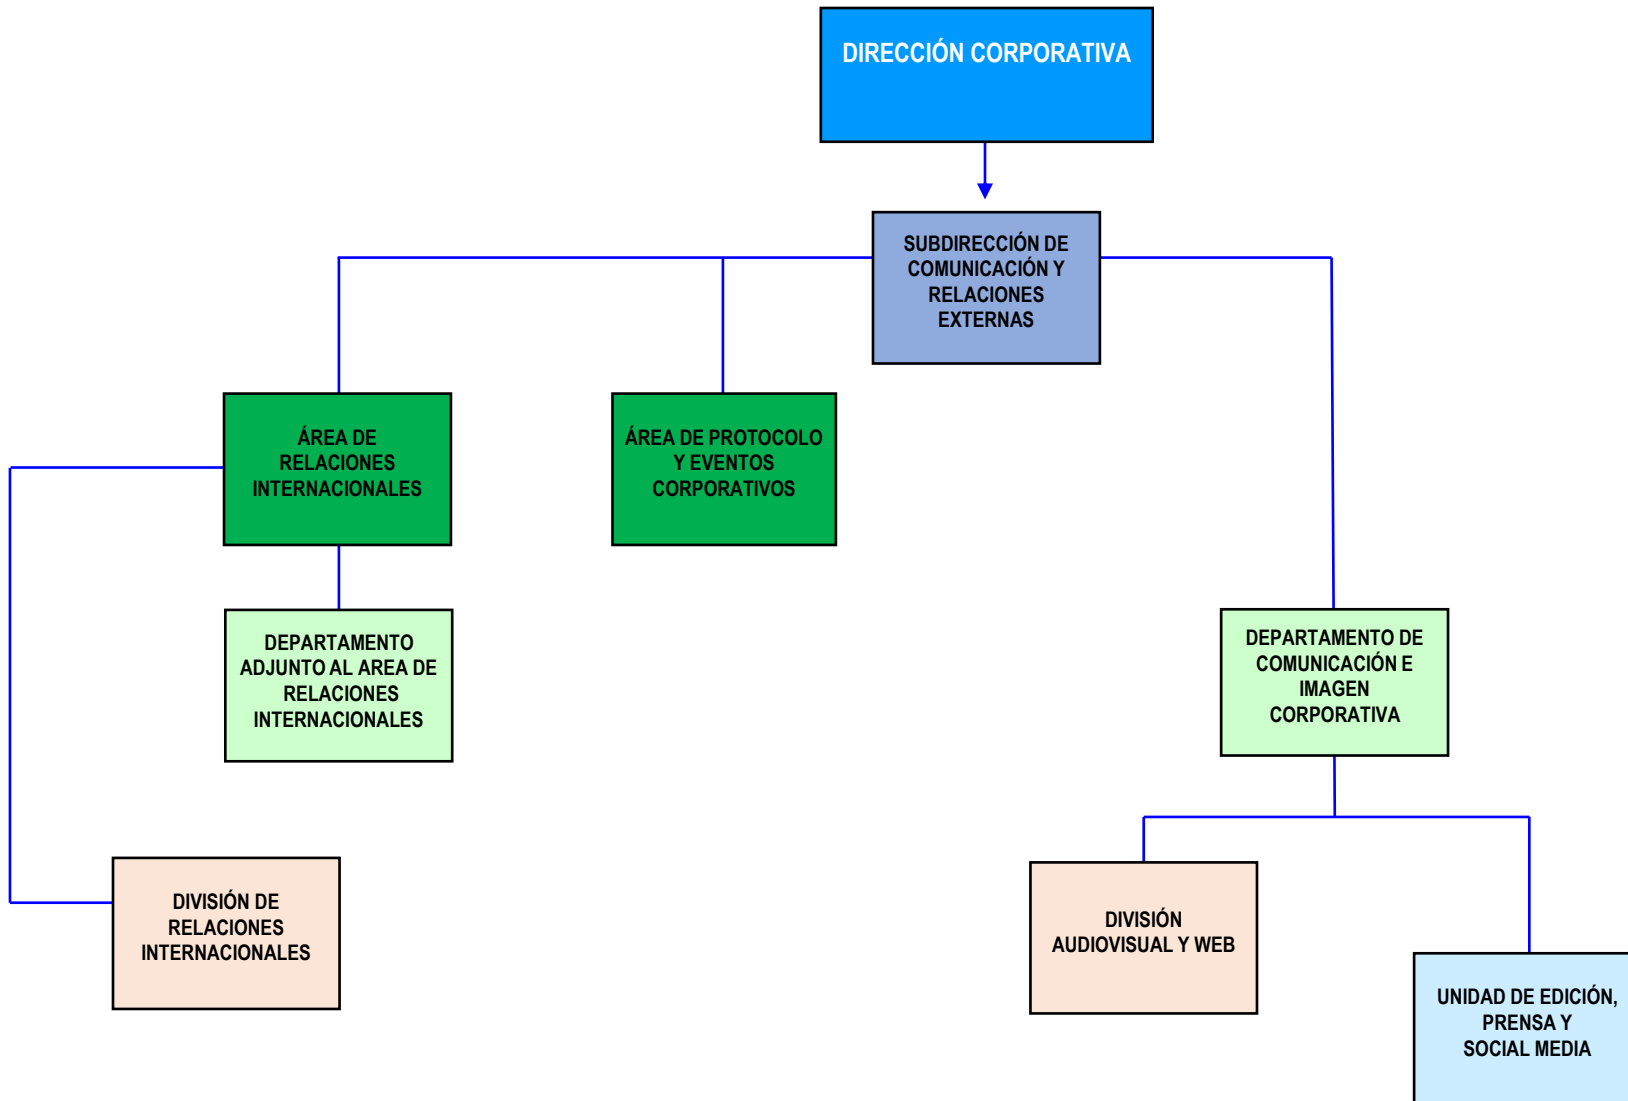 DIRECCIÓN CORPORATIVA
SUBDIRECCIÓN DE
COMUNICACIÓN Y
RELACIONES
EXTERNAS
ÁREA DE
RELACIONES
INTERNACIONALES
ÁREA DE PROTOCOLO
Y EVENTOS
CORPORATIVOS
DEPARTAMENTO
ADJUNTO AL AREA DE
RELACIONES
INTERNACIONALES
DEPARTAMENTO DE
COMUNICACIÓN E
IMAGEN
CORPORATIVA
DIVISIÓN DE
RELACIONES
INTERNACIONALES
DIVISIÓN
AUDIOVISUAL Y WEB
UNIDAD DE EDICIÓN,
PRENSA Y
SOCIAL MEDIA